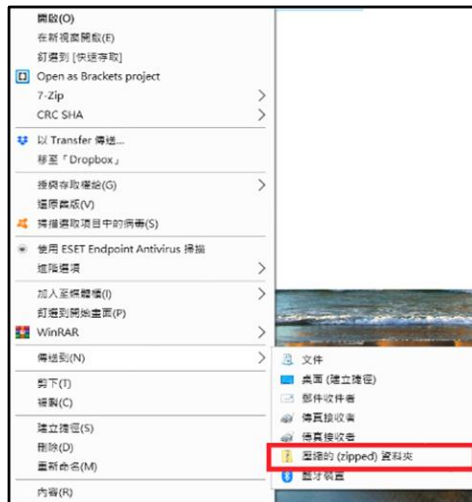 開啟(O)
在新視窗開啟(E)
釘選到 [快速存取]
Open as Brackets project
7-Zip
CRC SHA
以 Transfer 傳送...
移至「Dropbox」
授與存取權給(G)
還原舊版(V)
掃描選取項目中的病毒(S)
使用 ESET Endpoint Antivirus 掃描
進階選項
加入至媒體櫃(I)
釘選到開始畫面(P)
WinRAR
傳送到(N)
剪下(T)
複製(C)
建立捷徑(S)
刪除(D)
重新命名(M)
內容(R)
文件
桌面 (建立捷徑)
郵件收件者
傳真接收者
傳真接收者
壓縮的 (zipped) 資料夾
藍牙裝置